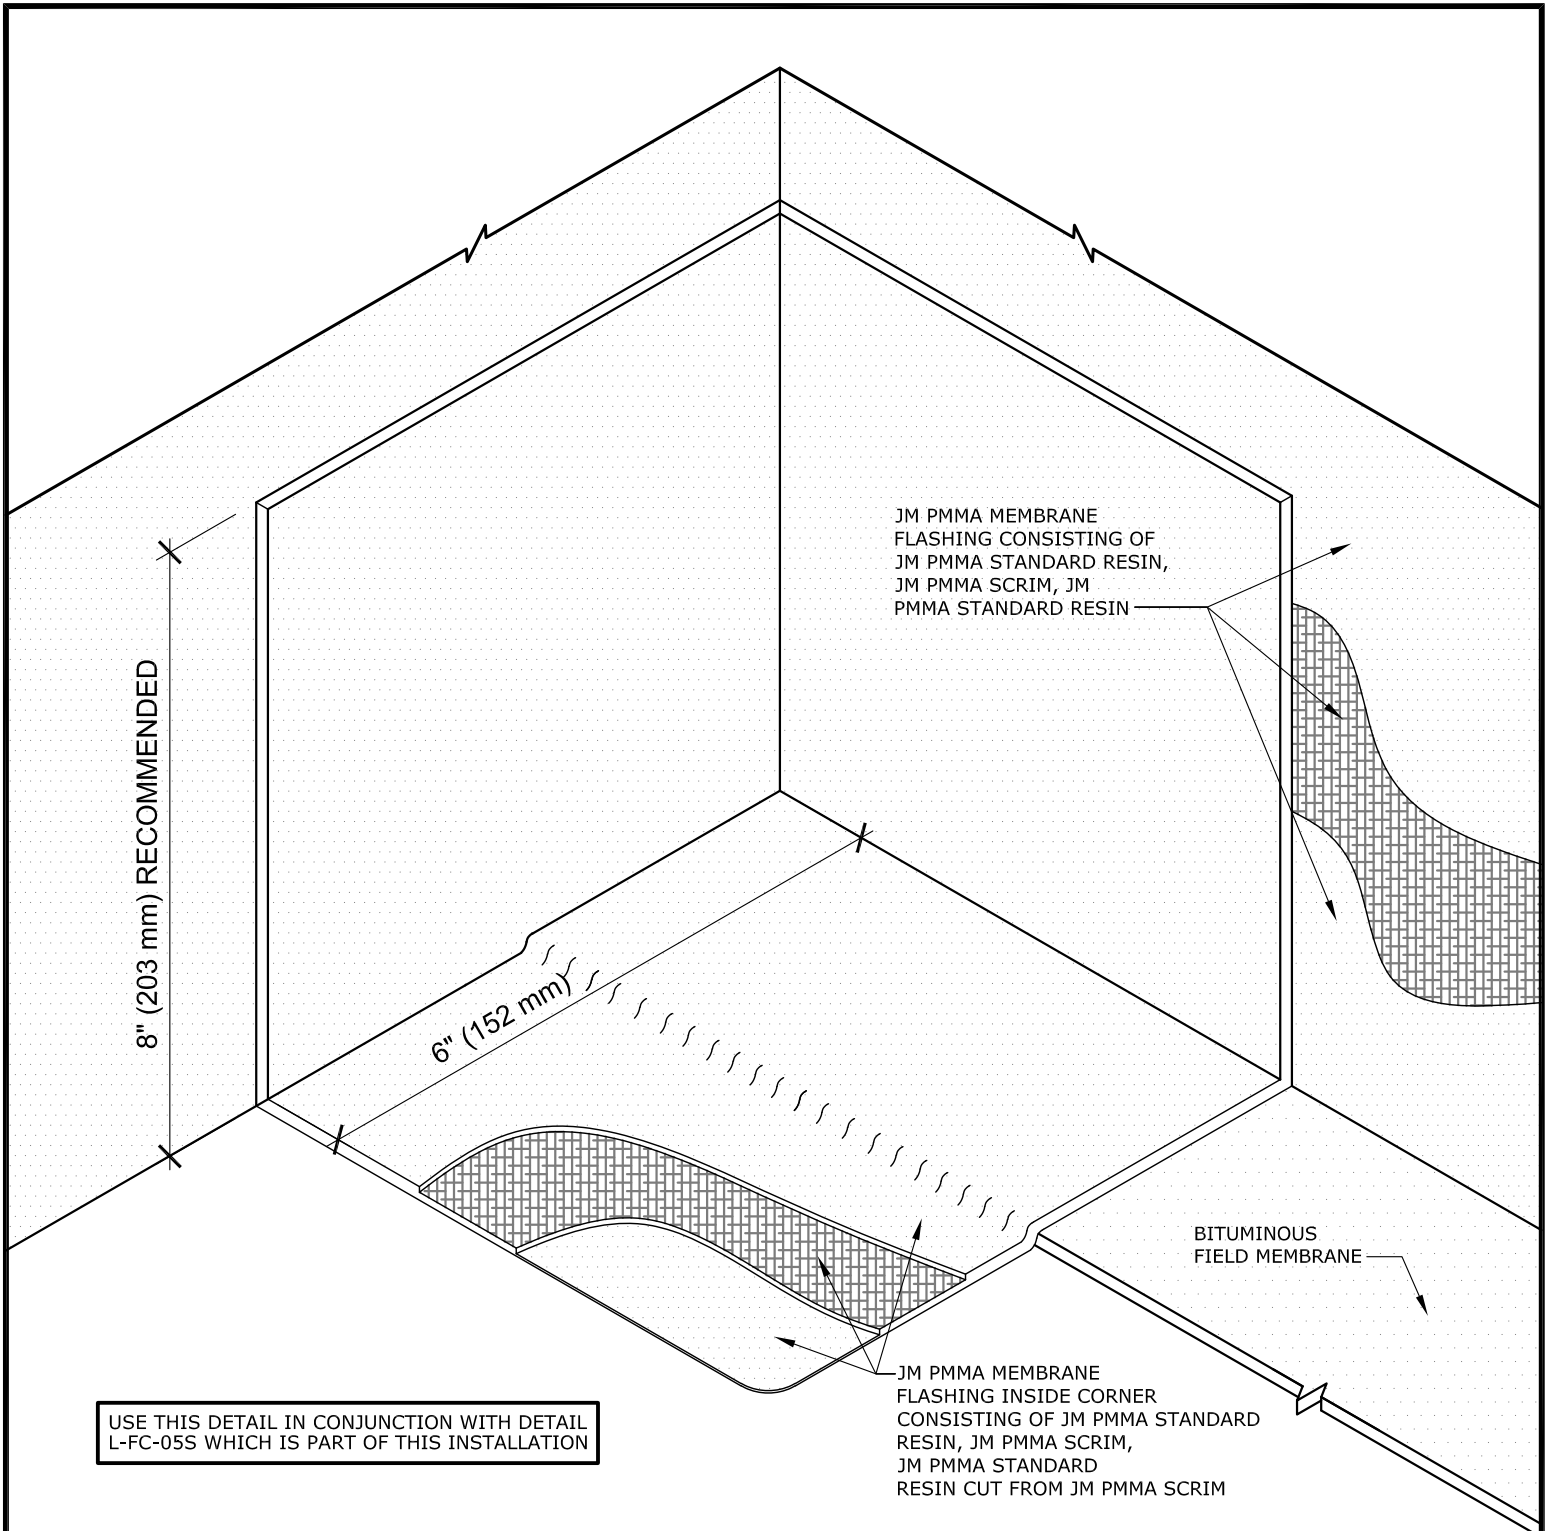 JM PMMA MEMBRANE
FLASHING CONSISTING OF
JM PMMA STANDARD RESIN,
JM PMMA SCRIM, JM
PMMA STANDARD RESIN
8" (203 mm) RECOMMENDED
6" (152 mm)
BITUMINOUS
FIELD MEMBRANE
JM PMMA MEMBRANE
FLASHING INSIDE CORNER
CONSISTING OF JM PMMA STANDARD
RESIN, JM PMMA SCRIM,
JM PMMA STANDARD
RESIN CUT FROM JM PMMA SCRIM
USE THIS DETAIL IN CONJUNCTION WITH DETAIL
L-FC-05S WHICH IS PART OF THIS INSTALLATION